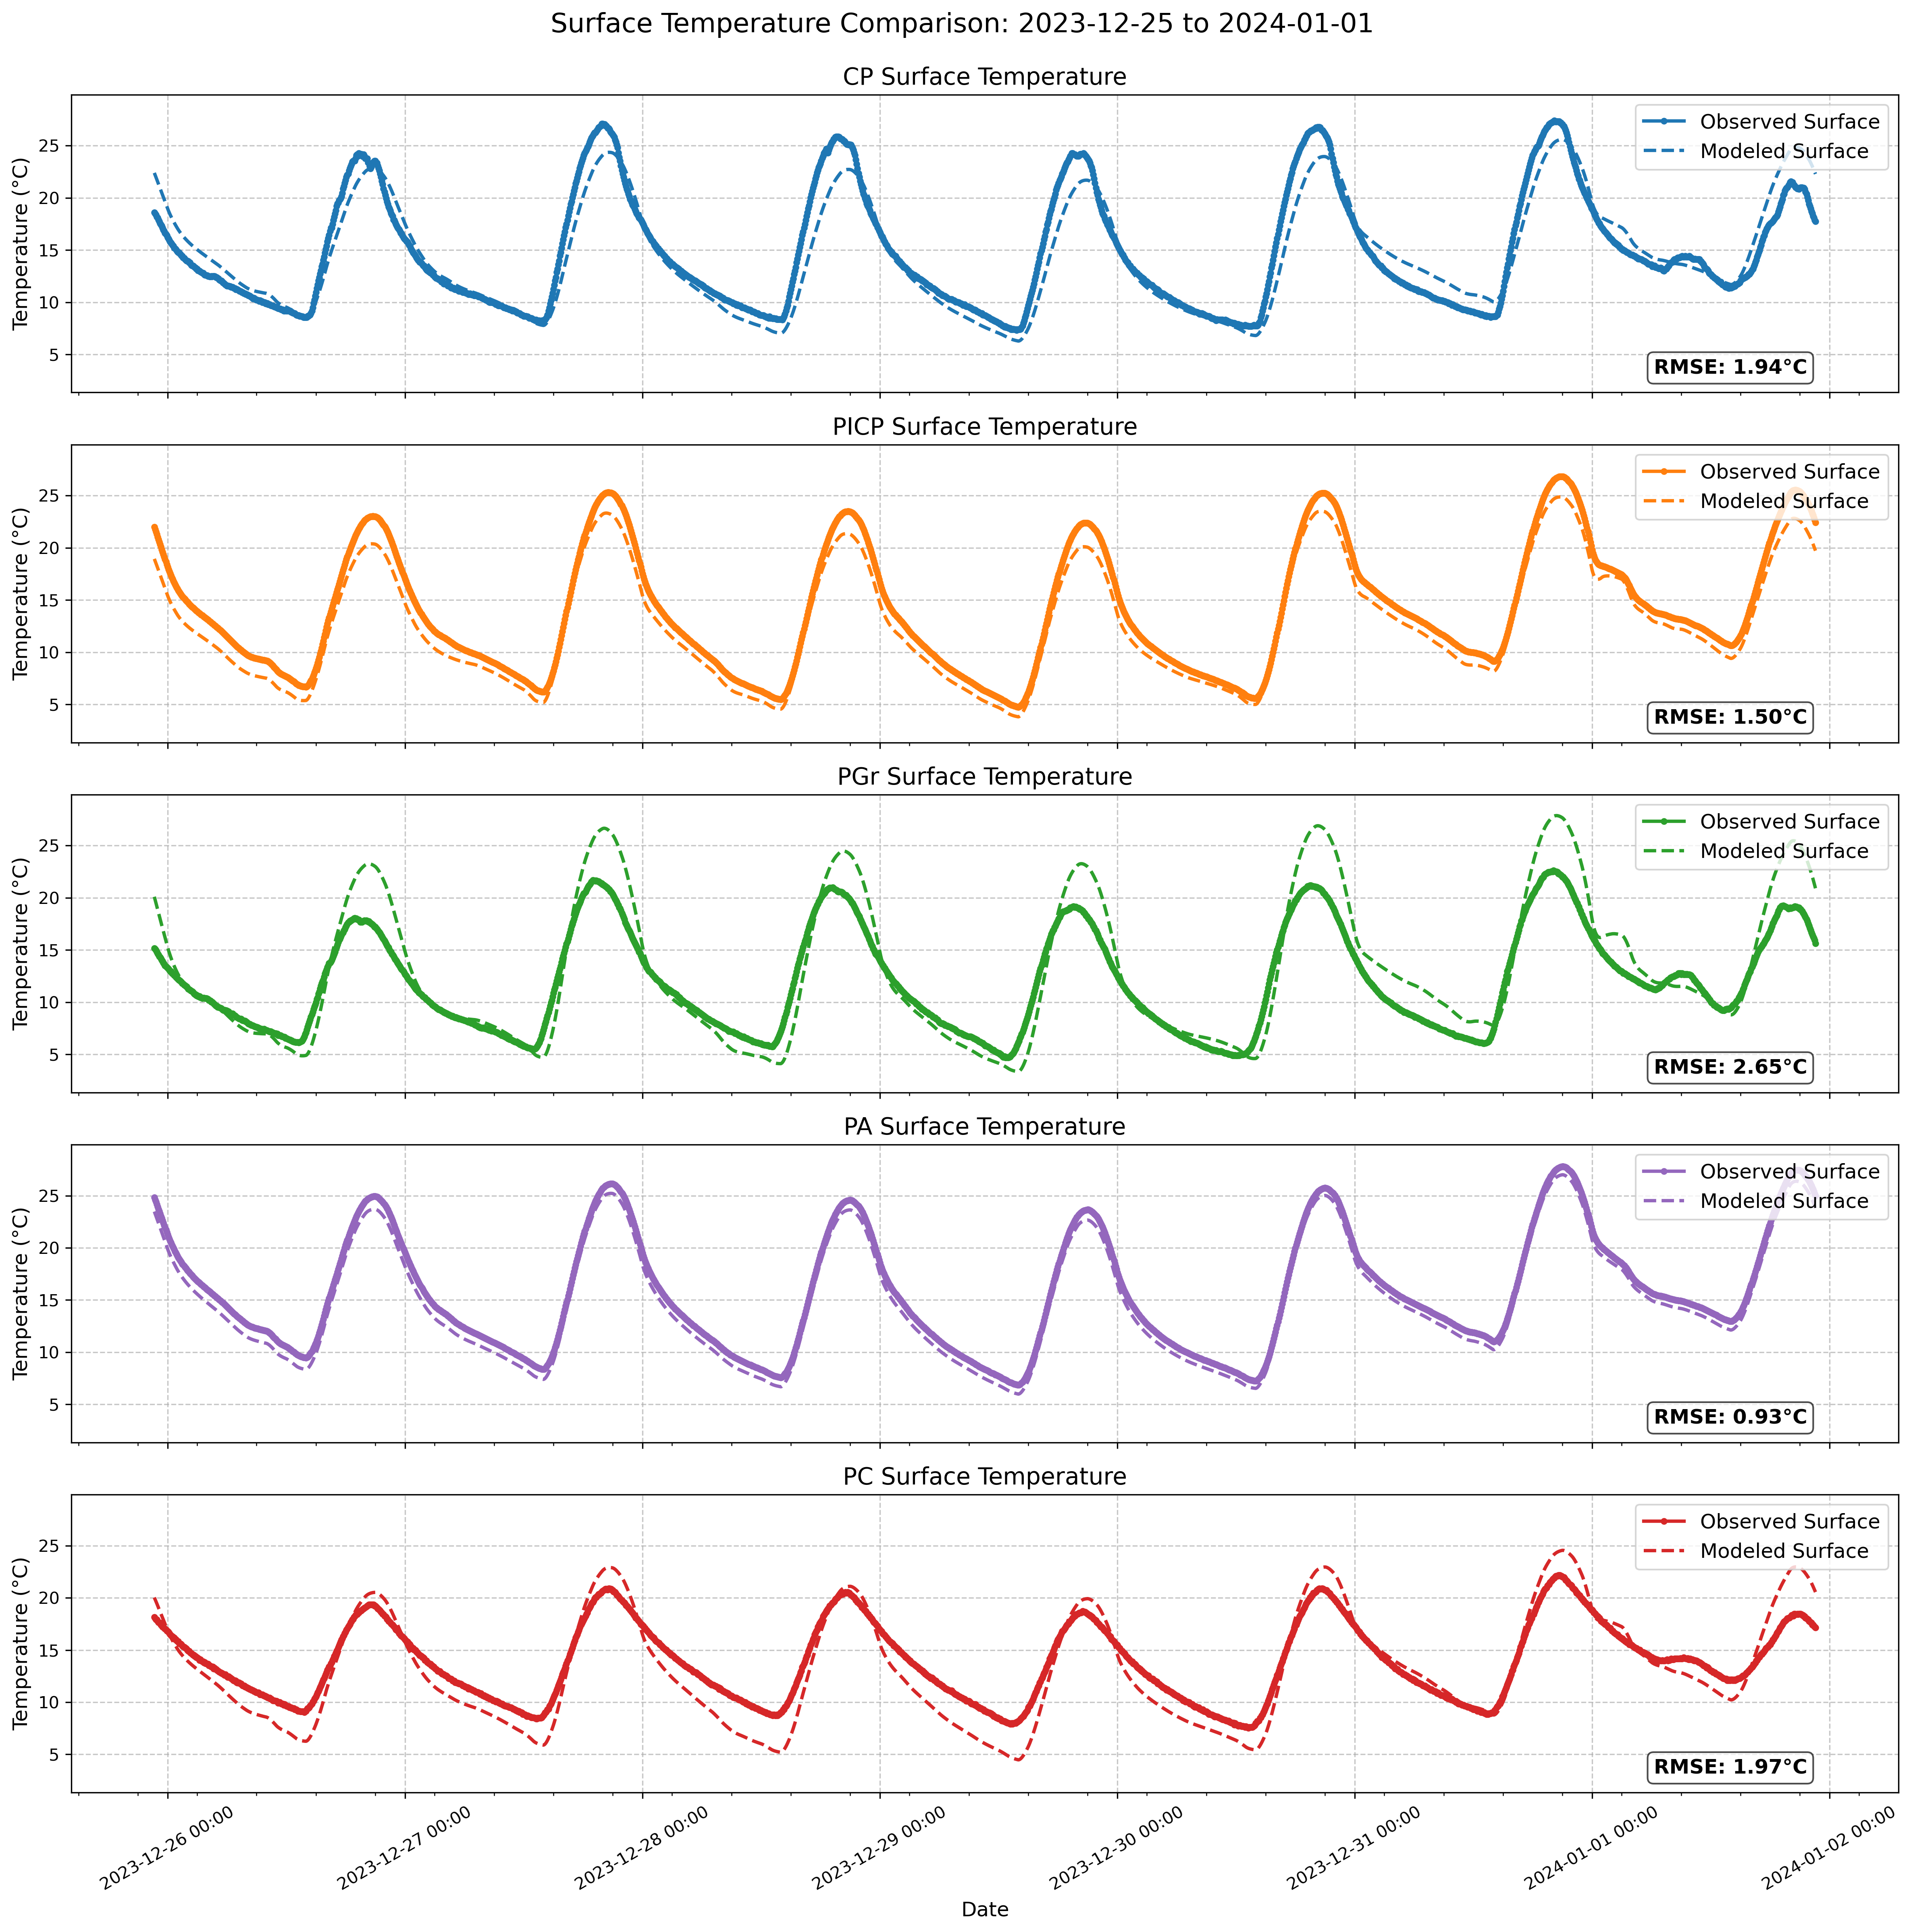 Surface Temperature Comparison: 2023-12-25 to 2024-01-01
CP Surface Temperature
Temperature (°C)
25
20
15
10
5
Observed Surface
Modeled Surface
RMSE: 1.94°C
PICP Surface Temperature
Temperature (°C)
25
20
15
10
5
Observed Surface
Modeled Surface
RMSE: 1.50°C
PGr Surface Temperature
Temperature (°C)
25
20
15
10
5
Observed Surface
Modeled Surface
RMSE: 2.65°C
PA Surface Temperature
Temperature (°C)
25
20
15
10
5
Observed Surface
Modeled Surface
RMSE: 0.93°C
PC Surface Temperature
Temperature (°C)
25
20
15
10
5
Observed Surface
Modeled Surface
RMSE: 1.97°C
2023-12-26 00:00
2023-12-27 00:00
2023-12-28 00:00
2023-12-29 00:00
2023-12-30 00:00
2023-12-31 00:00
2024-01-01 00:00
2024-01-02 00:00
Date